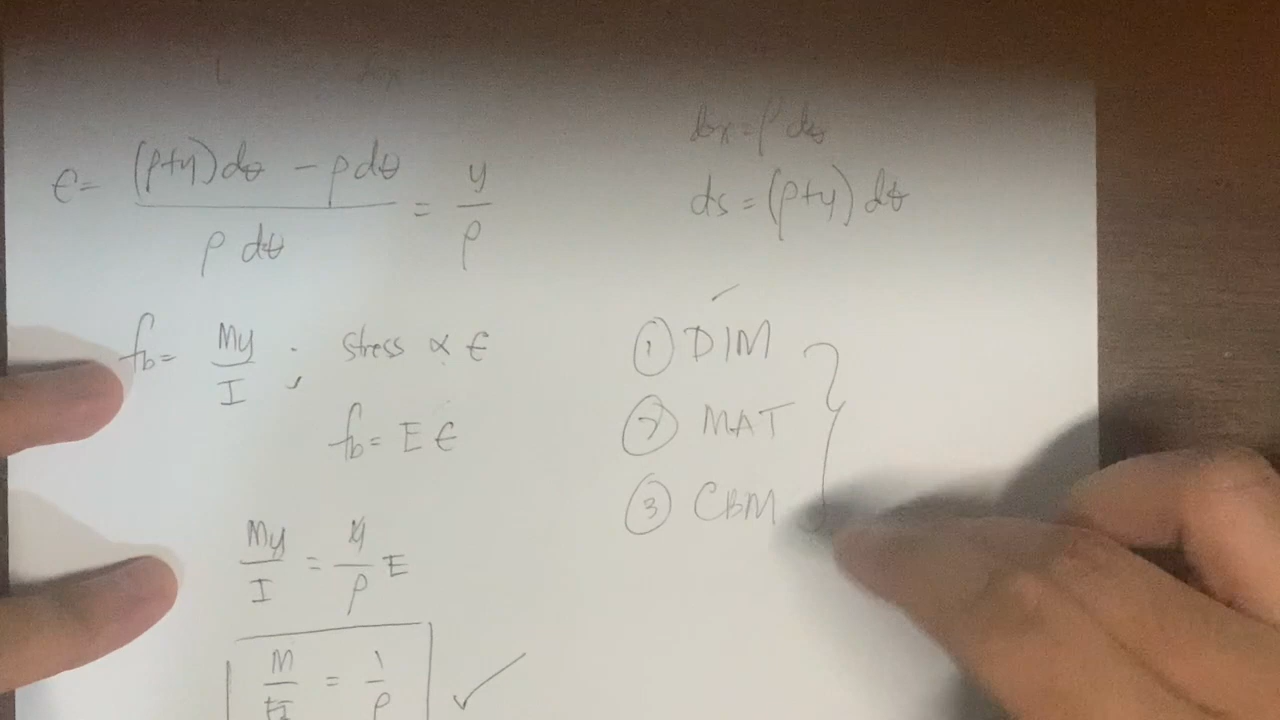 dx = ρ dθ
ϵ = (ρ+y)dθ − ρdθ / ρ dθ = y / ρ
ds = (ρ+y) dθ
fb = My / I ; stress ∝ ϵ
fb = E ϵ
① DIM
② MAT
③ CBM
My / I = y / ρ E
M / EI = 1 / ρ